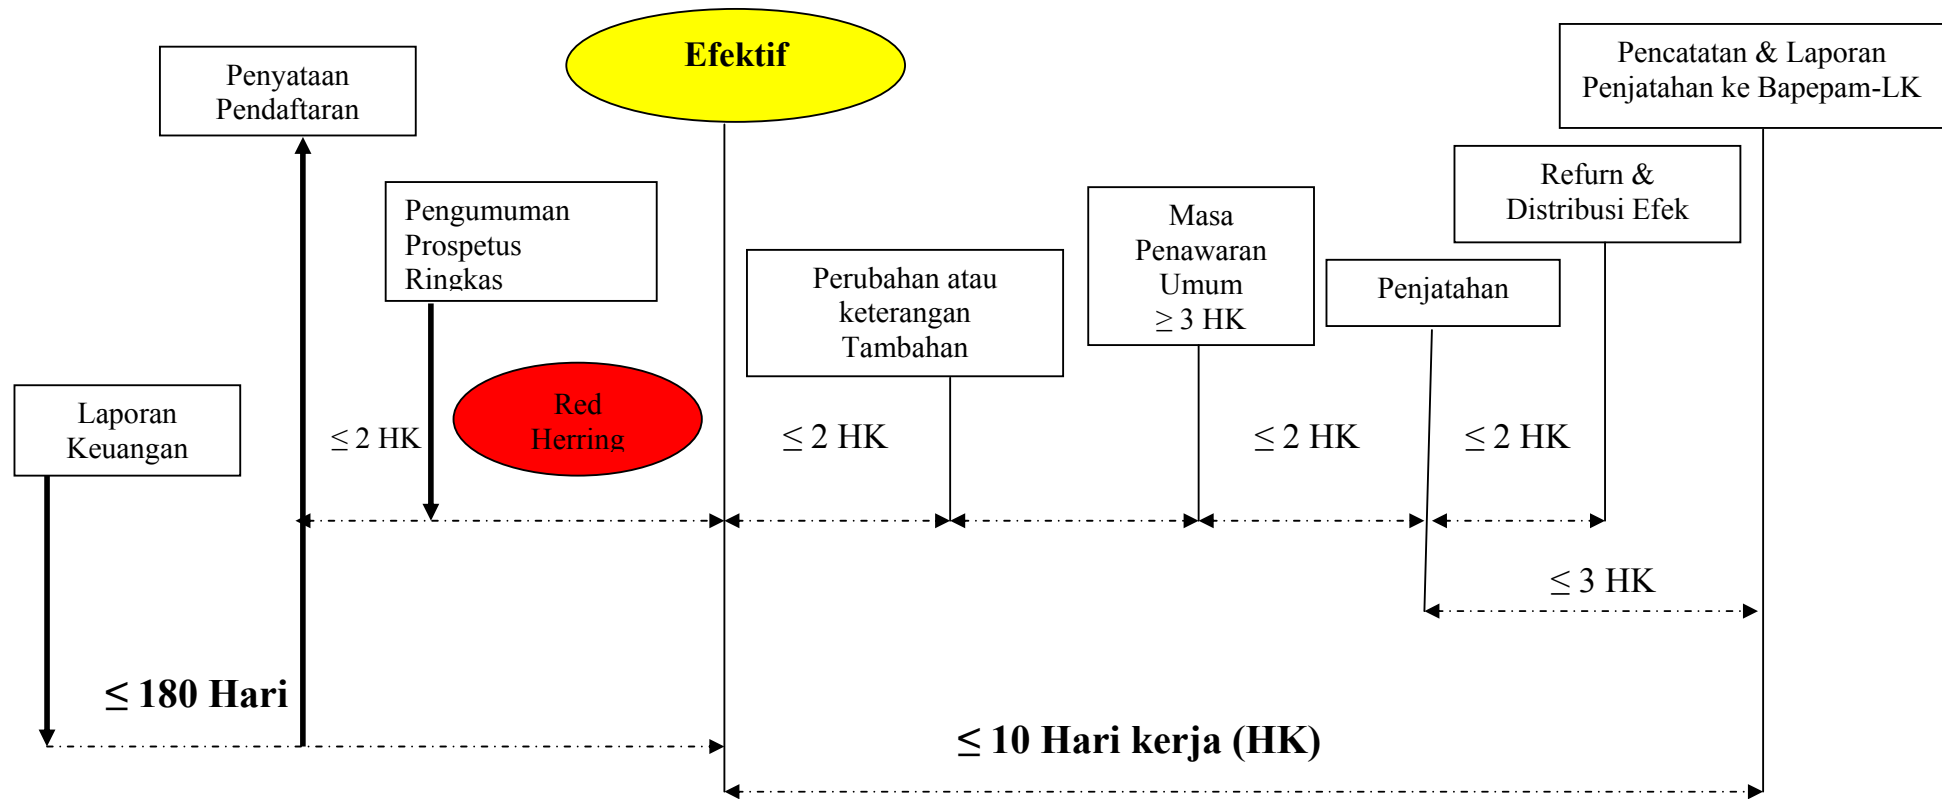 Efektif
Penyataan
Pendaftaran
Pencatatan & Laporan
Penjatahan ke Bapepam-LK
Pengumuman
Prospetus
Ringkas
Refurn &
Distribusi Efek
Masa
Penawaran
Umum
≥ 3 HK
Perubahan atau
keterangan
Tambahan
Penjatahan
Laporan
Keuangan
≤ 2 HK
Red
Herring
≤ 2 HK
≤ 2 HK
≤ 2 HK
≤ 3 HK
≤ 180 Hari
≤ 10 Hari kerja (HK)